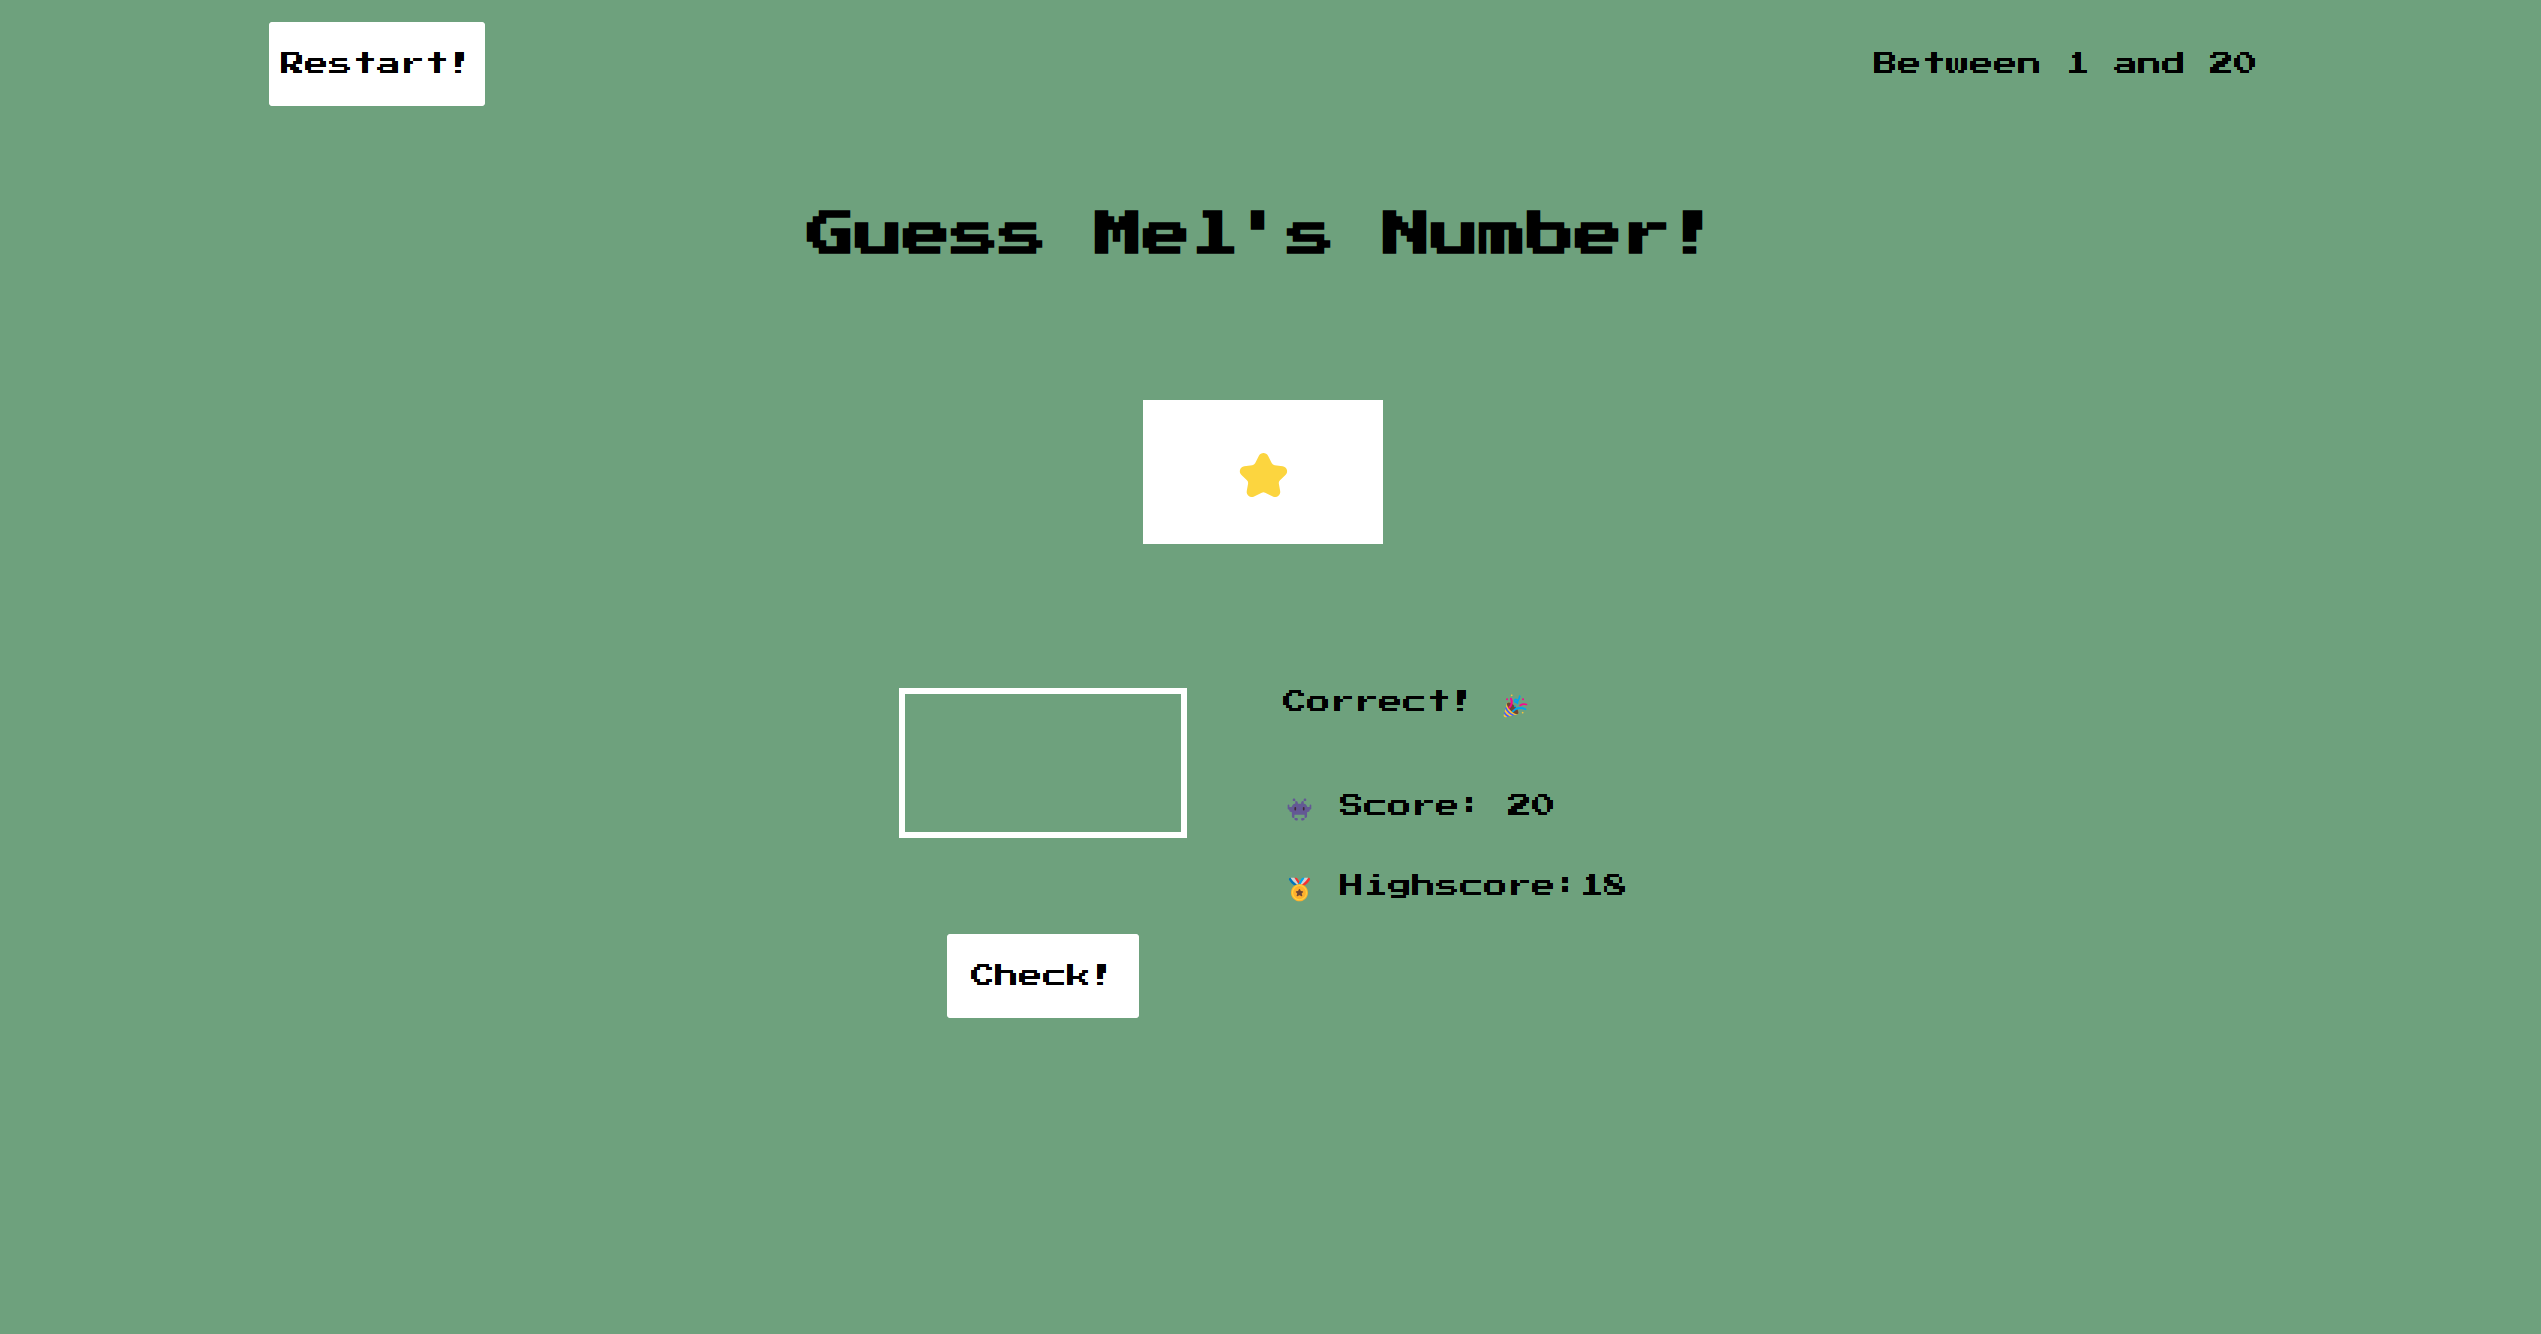 Restart!
Between 1 and 20
Guess Mel's Number!
Correct! 🎉
👾 Score: 20
🏅 Highscore:18
Check!